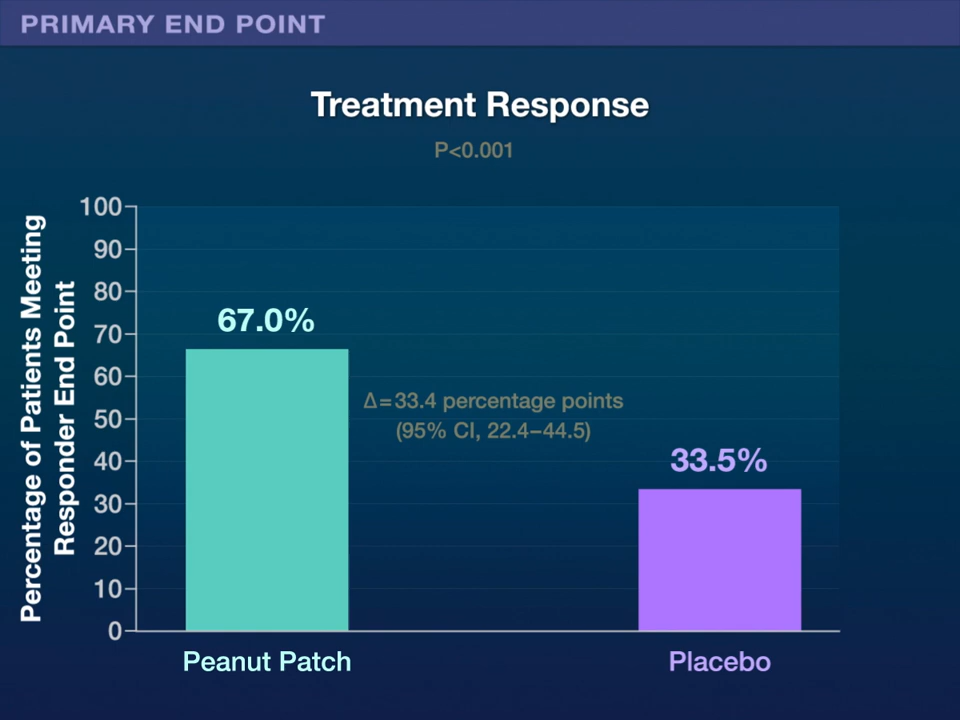 PRIMARY END POINT
Treatment Response
P<0.001
Percentage of Patients Meeting
Responder End Point
100
90
80
70
60
50
40
30
20
10
0
67.0%
Δ=33.4 percentage points
(95% CI, 22.4–44.5)
33.5%
Peanut Patch
Placebo